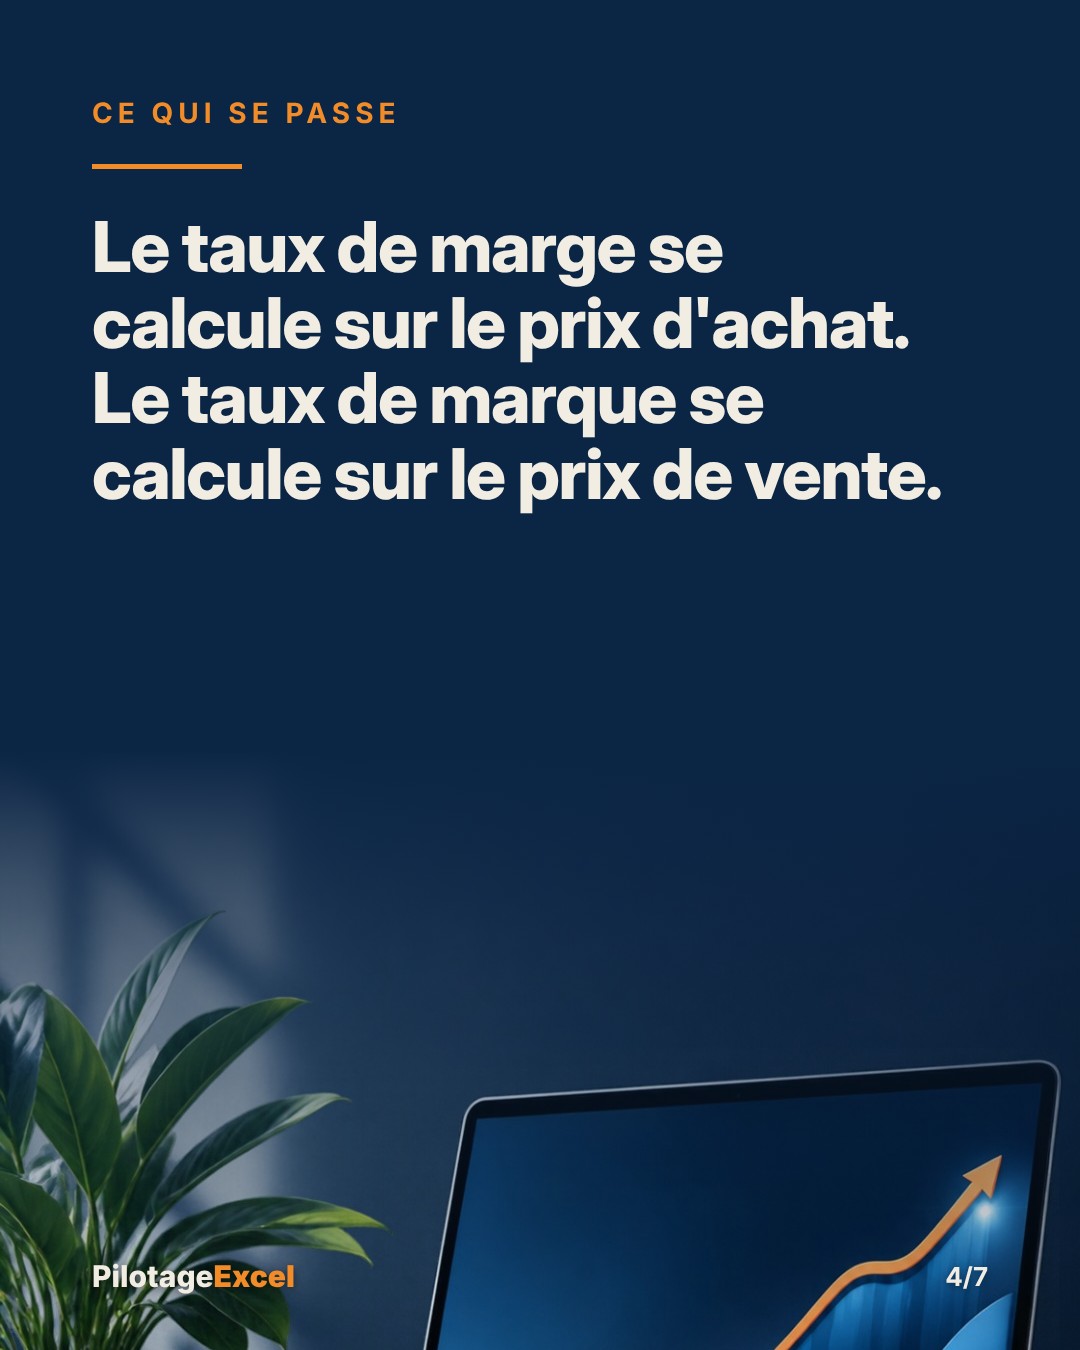 CE QUI SE PASSE
Le taux de marge se
calcule sur le prix d'achat.
Le taux de marque se
calcule sur le prix de vente.
PilotageExcel
4/7